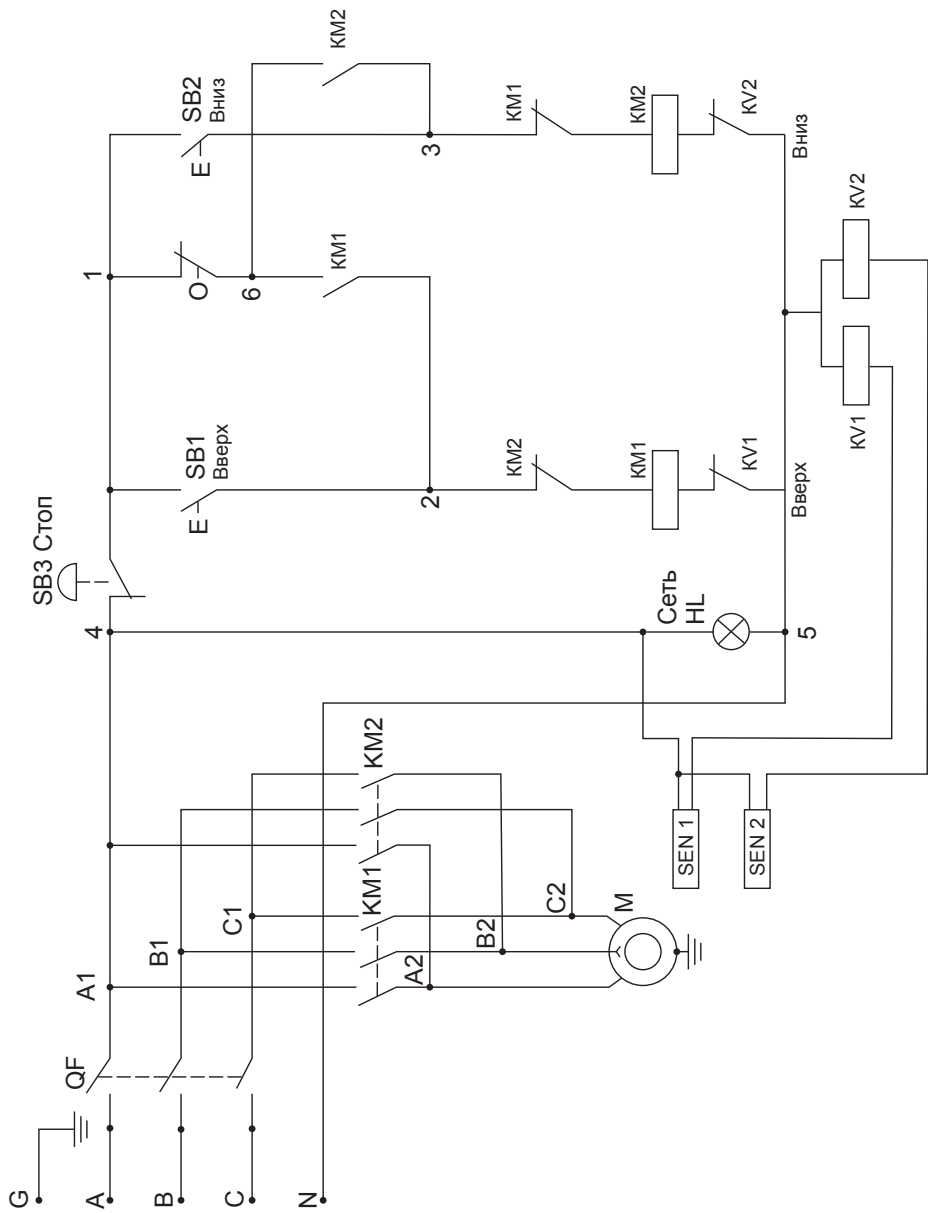 G
SB3 Стоп
QF
A
A1
4
1
B
B1
SB1
Вверх
SB2
Вниз
E
O
E
C
C1
6
N
KM1
KM2
KM1
KM2
A2
2
3
B2
KM2
KM1
C2
M
KM1
KM2
Сеть
HL
SEN 1
KV1
KV2
SEN 2
5
Вверх
Вниз
KV1
KV2